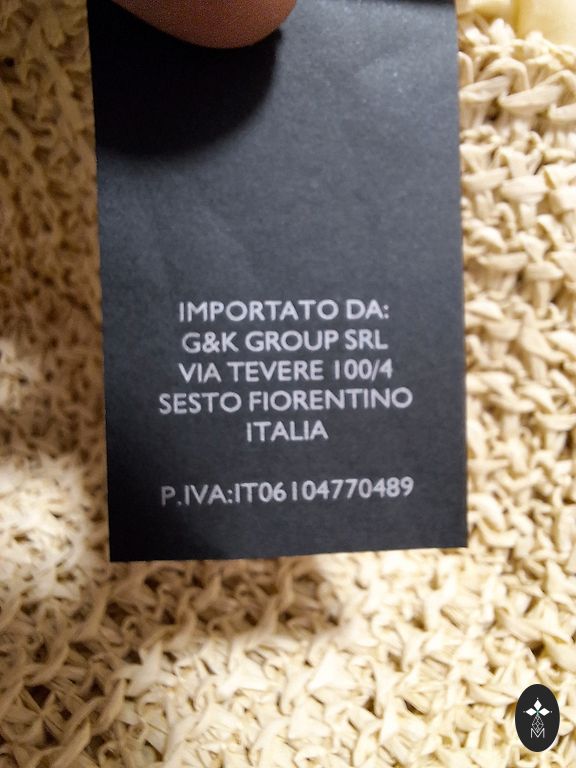 IMPORTATO DA:
G&K GROUP SRL
VIA TEVERE 100/4
SESTO FIORENTINO
ITALIA
P.IVA:IT06104770489